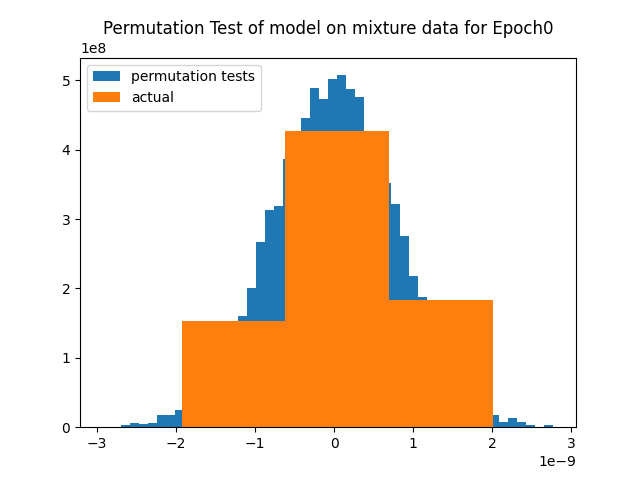 Permutation Test of model on mixture data for Epoch0
1e8
permutation tests
actual
5
4
3
2
1
0
−3
−2
−1
0
1
2
3
1e−9